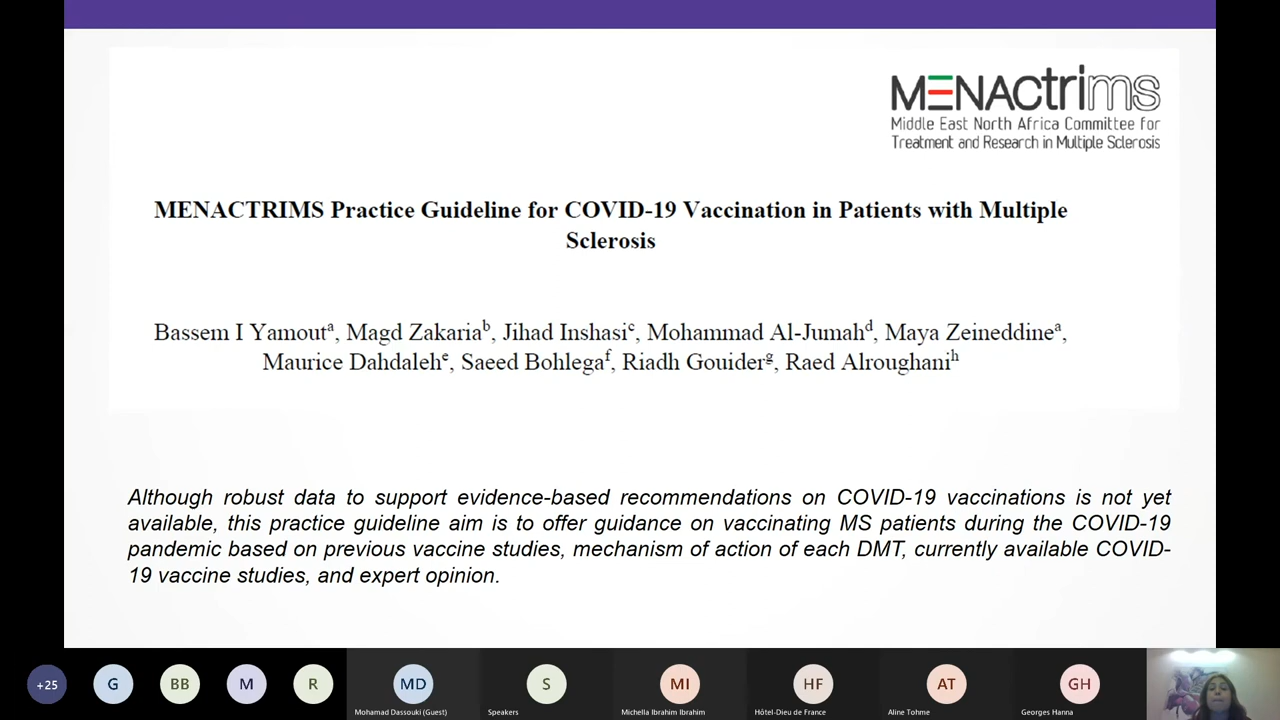 MENACtrims
Middle East North Africa Committee for
Treatment and Research in Multiple Sclerosis
MENACTRIMS Practice Guideline for COVID-19 Vaccination in Patients with Multiple
Sclerosis
Bassem I Yamoutᵃ, Magd Zakariaᵇ, Jihad Inshasiᶜ, Mohammad Al-Jumahᵈ, Maya Zeineddineᵃ,
Maurice Dahdalehᵉ, Saeed Bohlegaᶠ, Riadh Gouiderᵍ, Raed Alroughaniʰ
Although robust data to support evidence-based recommendations on COVID-19 vaccinations is not yet
available, this practice guideline aim is to offer guidance on vaccinating MS patients during the COVID-19
pandemic based on previous vaccine studies, mechanism of action of each DMT, currently available COVID-
19 vaccine studies, and expert opinion.
+25 G BB M R MD S MI HF AT GH
Mohamad Dassouki (Guest) Speakers Michella Ibrahim Ibrahim Hôtel-Dieu de France Aline Tohme Georges Hanna